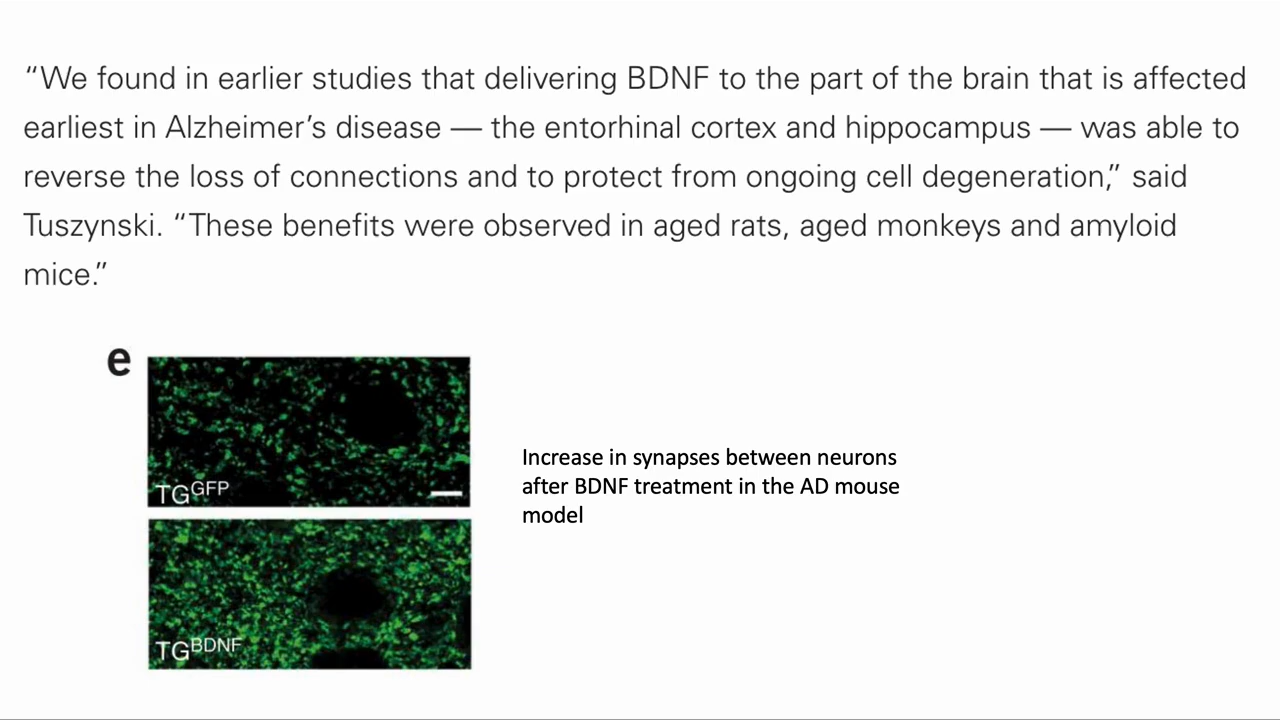 “We found in earlier studies that delivering BDNF to the part of the brain that is affected
earliest in Alzheimer’s disease — the entorhinal cortex and hippocampus — was able to
reverse the loss of connections and to protect from ongoing cell degeneration,” said
Tuszynski. “These benefits were observed in aged rats, aged monkeys and amyloid
mice.”
e
TGGFP
Increase in synapses between neurons
after BDNF treatment in the AD mouse
model
TGBDNF